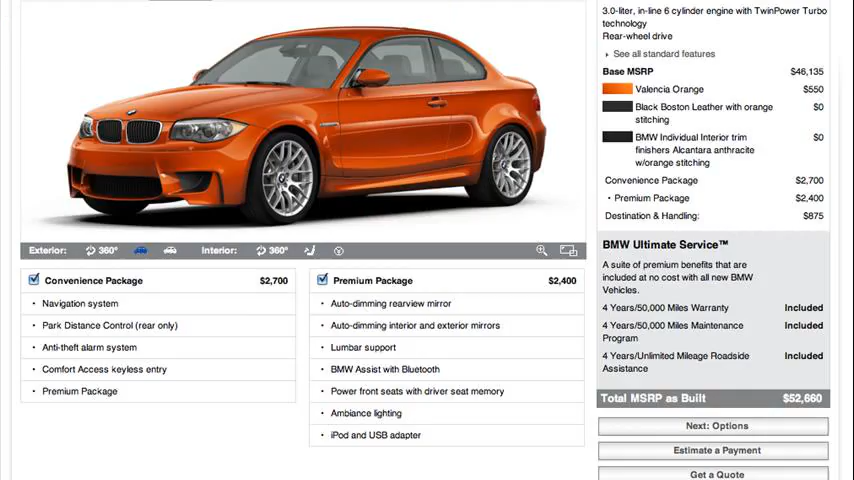 3.0-liter, in-line 6 cylinder engine with TwinPower Turbo
technology
Rear-wheel drive
See all standard features
Base MSRP $46,135
Valencia Orange $550
Black Boston Leather with orange $0
stitching
BMW Individual Interior trim $0
finishers Alcantara anthracite
w/orange stitching
Convenience Package $2,700
• Premium Package $2,400
Destination & Handling: $875
Exterior: 360° Interior: 360°
BMW Ultimate Service™
A suite of premium benefits that are
included at no cost with all new BMW
Vehicles.
4 Years/50,000 Miles Warranty Included
4 Years/50,000 Miles Maintenance Included
Program
4 Years/Unlimited Mileage Roadside Included
Assistance
Total MSRP as Built $52,660
Next: Options
Estimate a Payment
Get a Quote
Convenience Package $2,700
• Navigation system
• Park Distance Control (rear only)
• Anti-theft alarm system
• Comfort Access keyless entry
• Premium Package
Premium Package $2,400
• Auto-dimming rearview mirror
• Auto-dimming interior and exterior mirrors
• Lumbar support
• BMW Assist with Bluetooth
• Power front seats with driver seat memory
• Ambiance lighting
• iPod and USB adapter